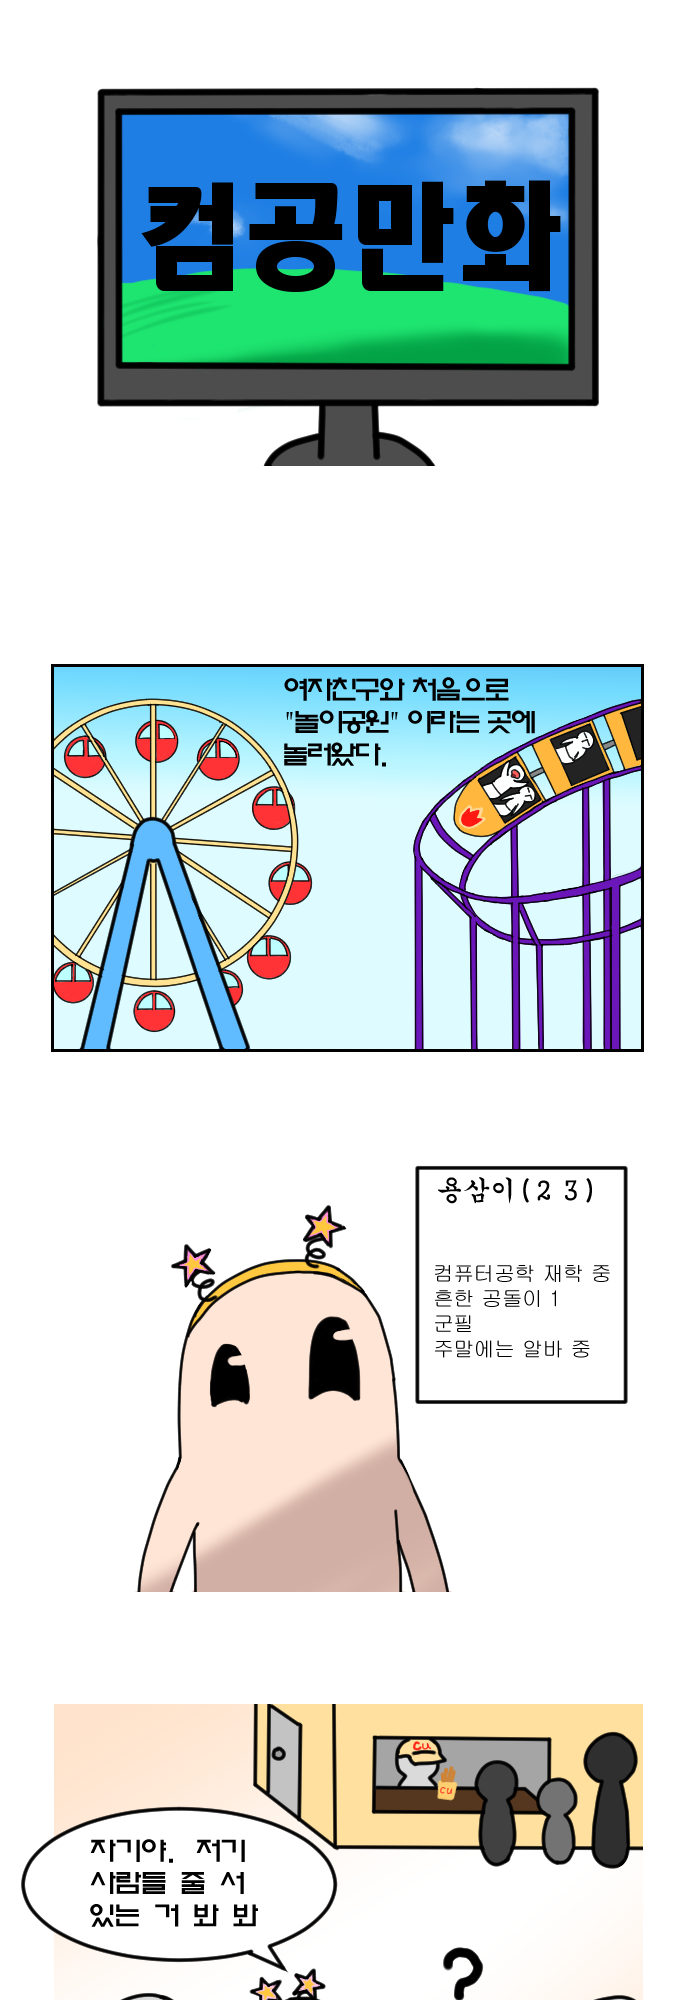 컴공만화
여자친구와 처음으로
"놀이공원" 이라는 곳에
놀러왔다.
용삼이(23)
컴퓨터공학 재학 중
흔한 공돌이 1
군필
주말에는 알바 중
cu
cu
자기야. 저기
사람들 줄 서
있는 거 봐 봐
?